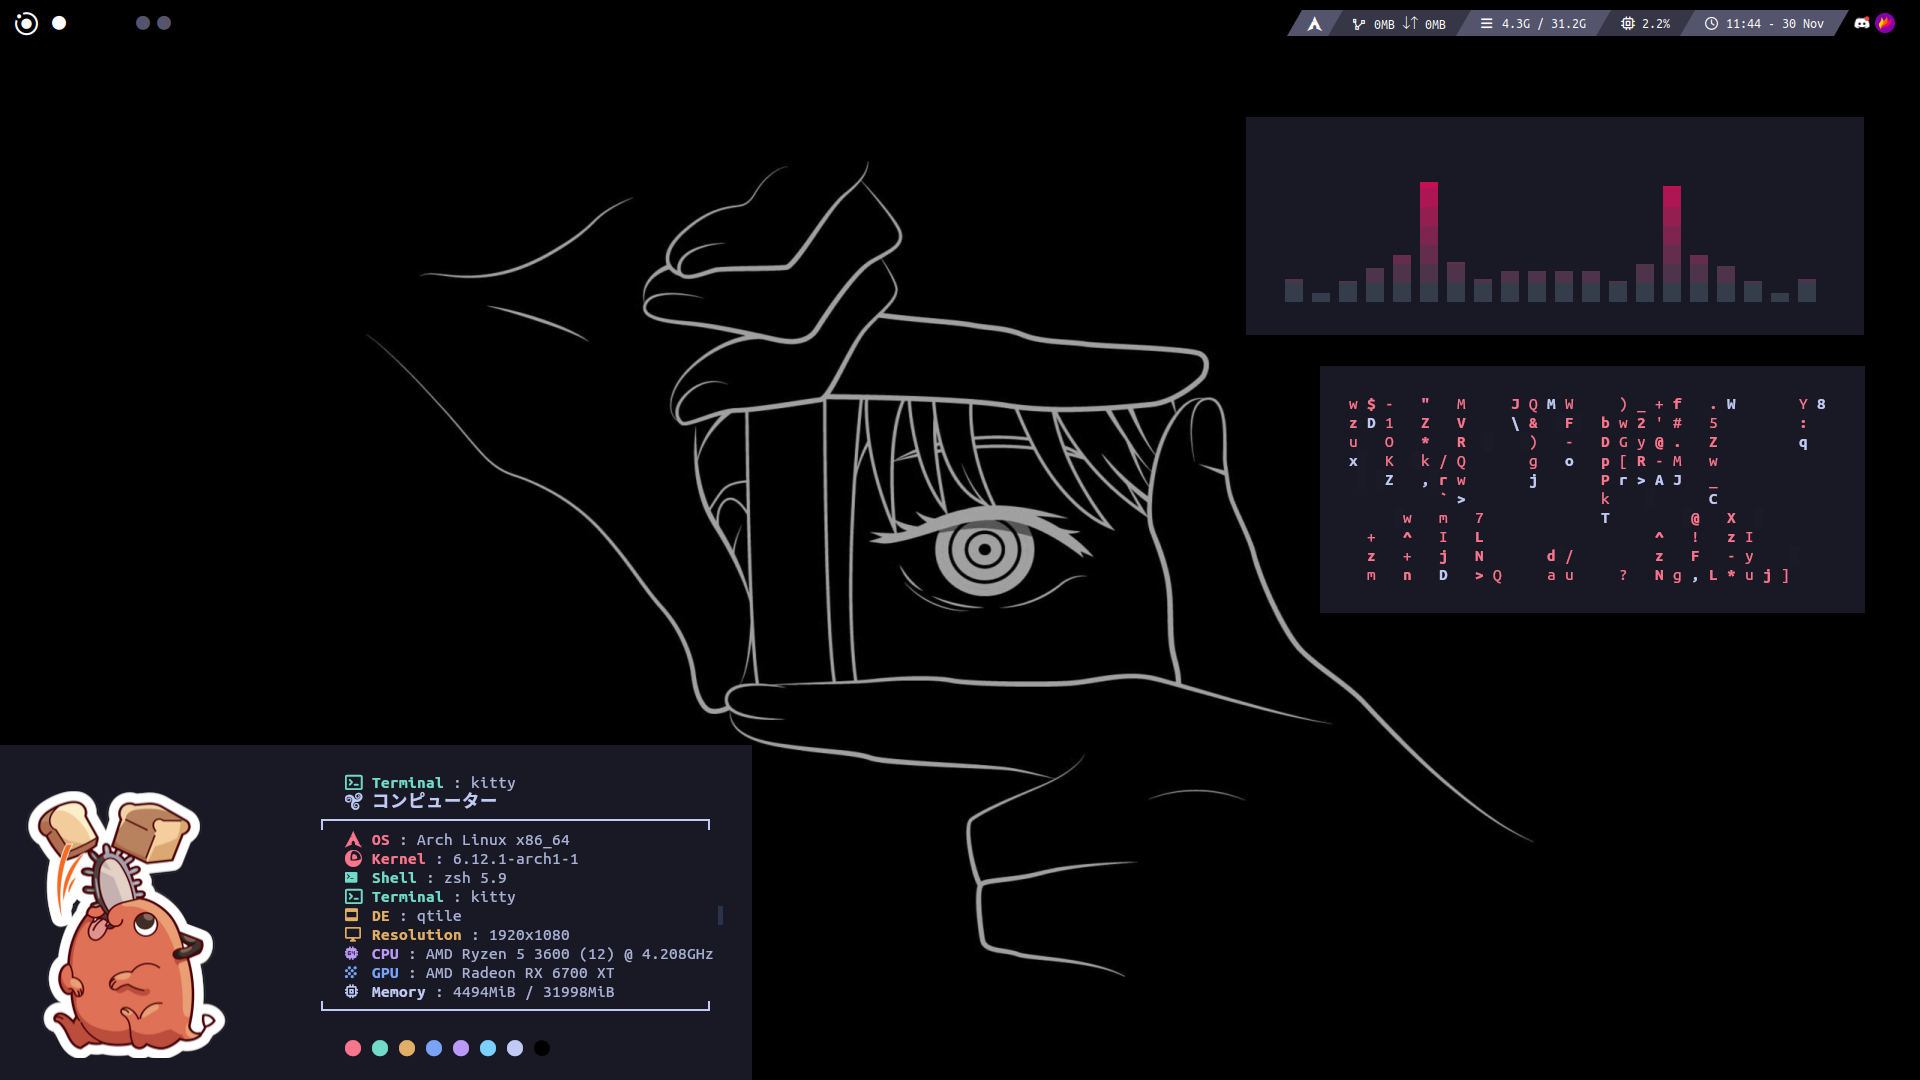 0MB 0MB 4.3G / 31.2G 2.2% 11:44 - 30 Nov
w $ - " M J Q M W ) _ + f . W Y 8
z D 1 Z V \ & F b w 2 ' # 5 :
u O * R ) - D G y @ . Z q
x K k / Q g o p [ R - M w
Z , r w j P r > A J _
` > k C
w m 7 T @ X
+ ^ I L ^ ! z I
z + j N d / z F - y
m n D > Q a u ? N g , L * u j ]
Terminal : kitty
コンピューター
OS : Arch Linux x86_64
Kernel : 6.12.1-arch1-1
Shell : zsh 5.9
Terminal : kitty
DE : qtile
Resolution : 1920x1080
CPU : AMD Ryzen 5 3600 (12) @ 4.208GHz
GPU : AMD Radeon RX 6700 XT
Memory : 4494MiB / 31998MiB